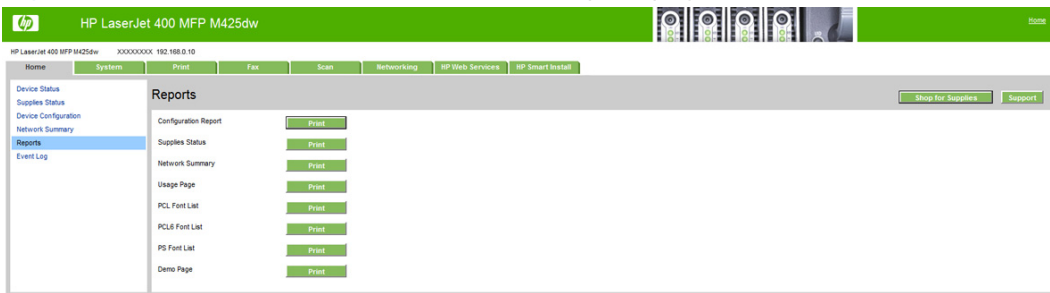 hp HP LaserJet 400 MFP M425dw Home
HP LaserJet 400 MFP M425dw XXXXXXXX 192.168.0.10
Home System Print Fax Scan Networking HP Web Services HP Smart Install
Device Status
Supplies Status
Device Configuration
Network Summary
Reports
Event Log
Reports Shop for Supplies Support
Configuration Report Print
Supplies Status Print
Network Summary Print
Usage Page Print
PCL Font List Print
PCL6 Font List Print
PS Font List Print
Demo Page Print